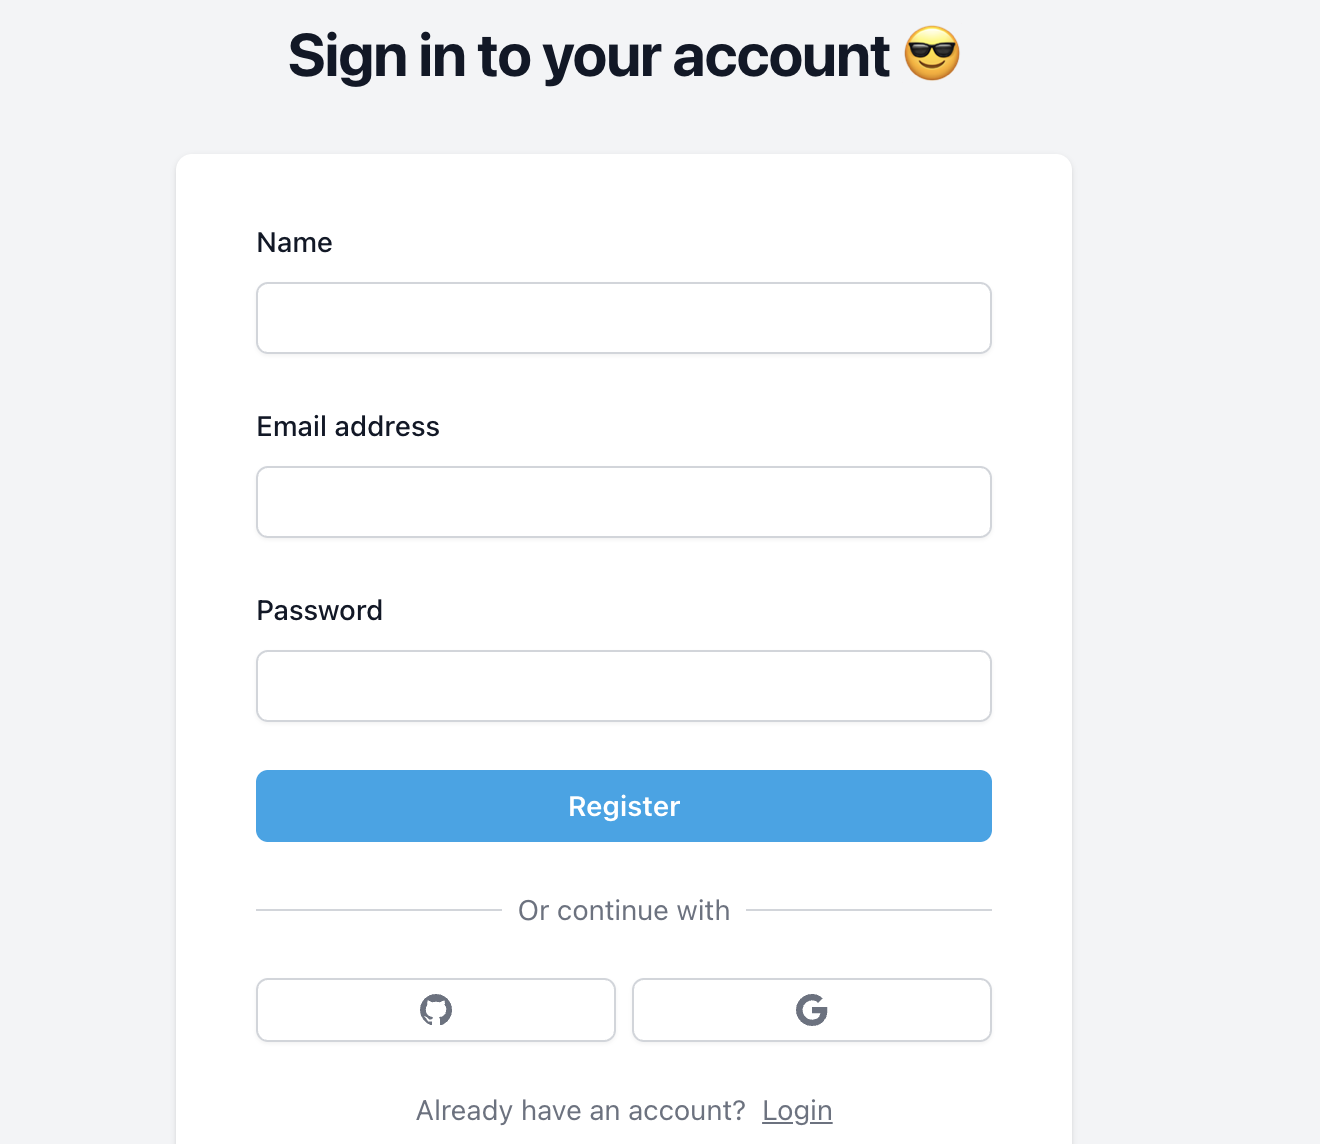 Sign in to your account 😎
Name
Email address
Password
Register
Or continue with
Already have an account? Login